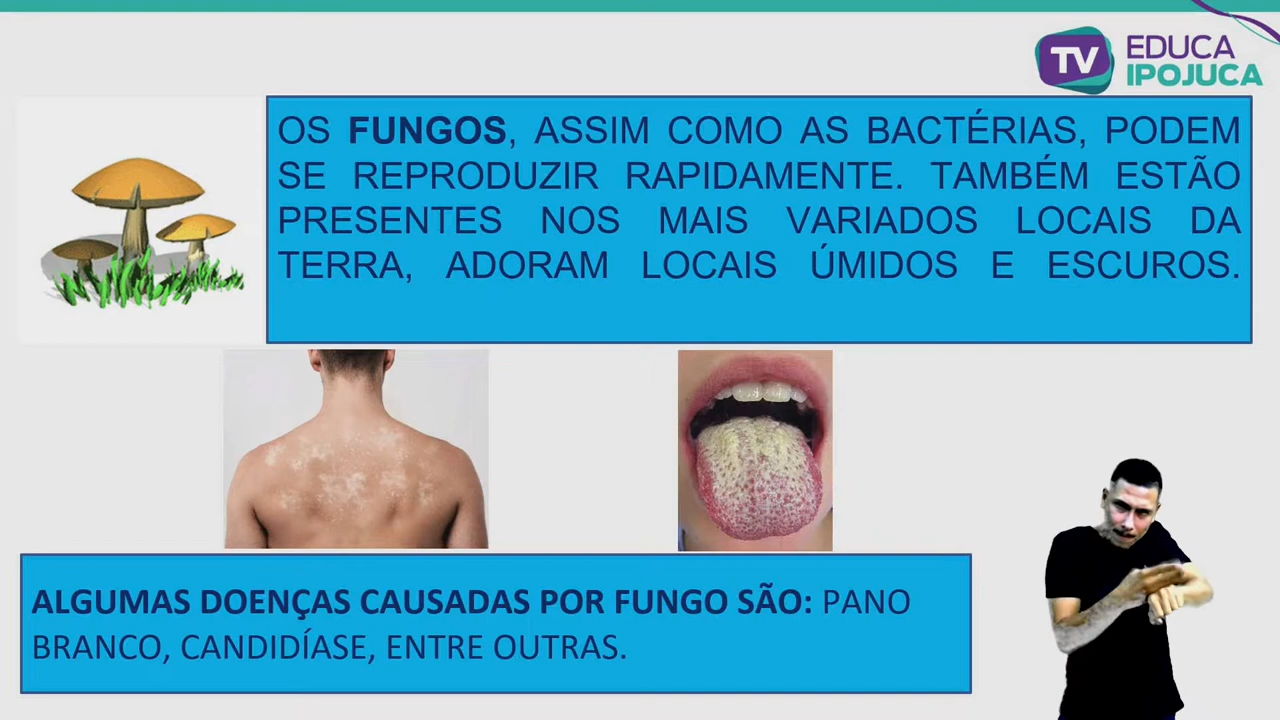 TV EDUCA
IPOJUCA
OS FUNGOS, ASSIM COMO AS BACTÉRIAS, PODEM
SE REPRODUZIR RAPIDAMENTE. TAMBÉM ESTÃO
PRESENTES NOS MAIS VARIADOS LOCAIS DA
TERRA, ADORAM LOCAIS ÚMIDOS E ESCUROS.
ALGUMAS DOENÇAS CAUSADAS POR FUNGO SÃO: PANO
BRANCO, CANDIDÍASE, ENTRE OUTRAS.